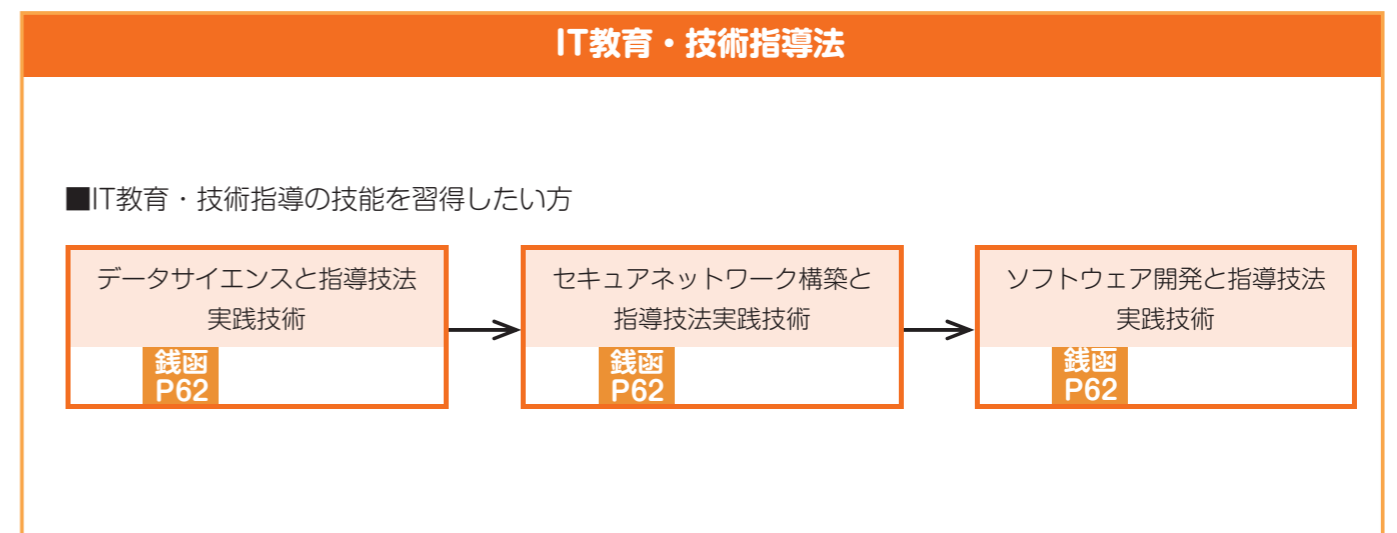 IT教育・技術指導法
■IT教育・技術指導の技能を習得したい方
データサイエンスと指導技法
実践技術
銭函
P62
セキュアネットワーク構築と
指導技法実践技術
銭函
P62
ソフトウェア開発と指導技法
実践技術
銭函
P62